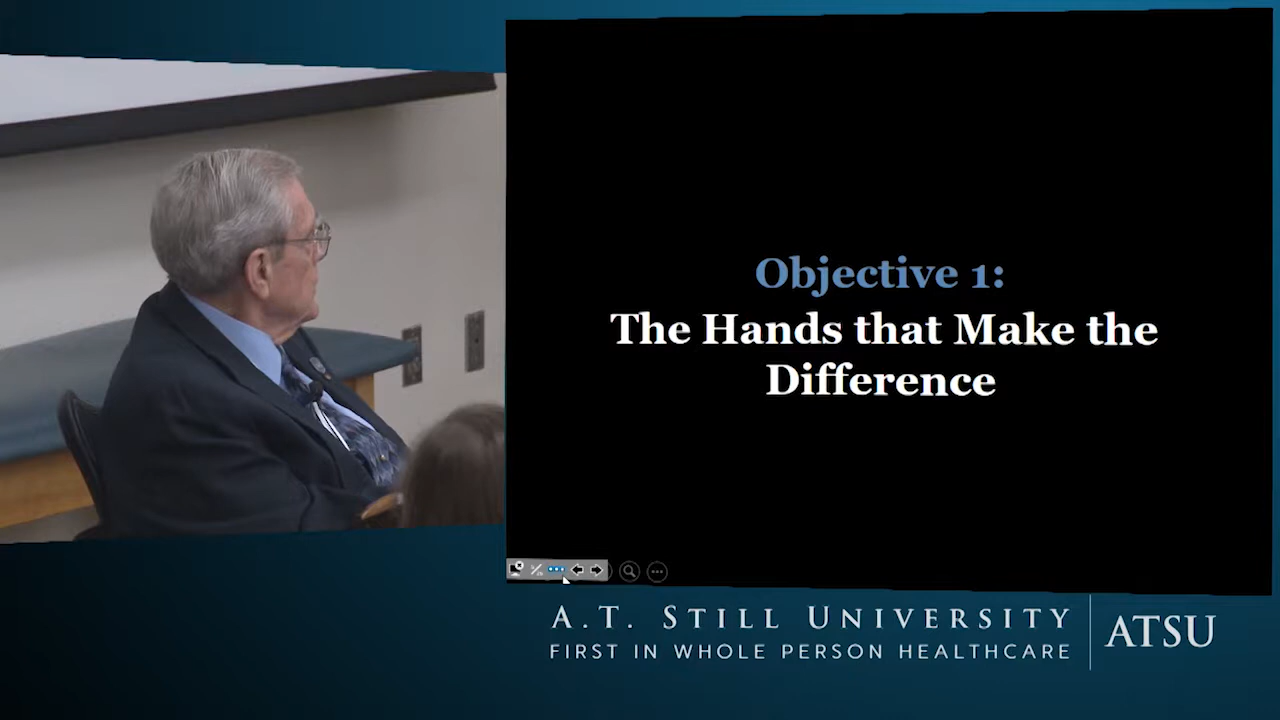 Objective 1:
The Hands that Make the
Difference
A.T. STILL UNIVERSITY
FIRST IN WHOLE PERSON HEALTHCARE
ATSU